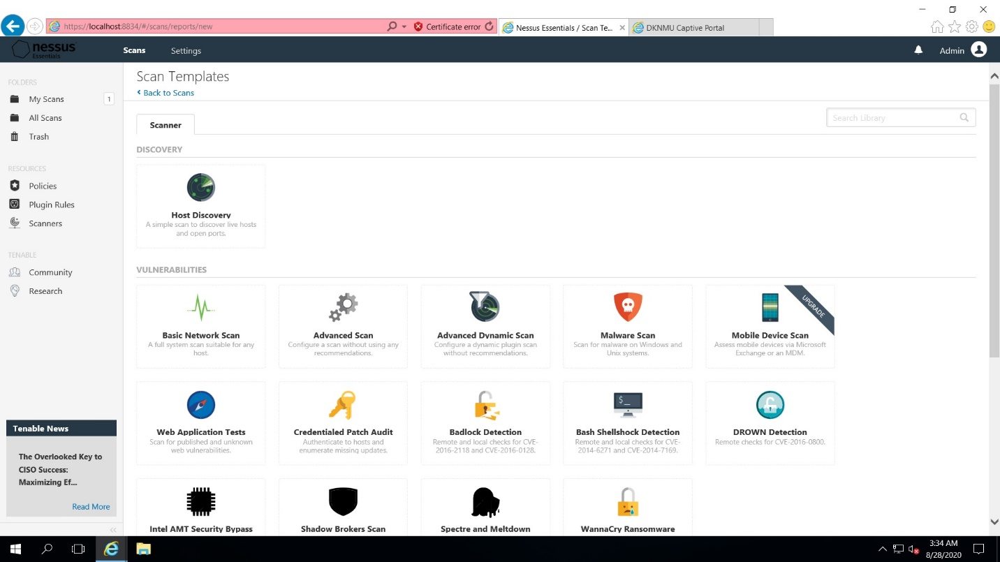 https://localhost:8834/#/scans/reports/new
Certificate error
Nessus Essentials / Scan Te...
DKNMU Captive Portal
nessus
Essentials
Scans
Settings
Admin
FOLDERS
My Scans
1
All Scans
Trash
RESOURCES
Policies
Plugin Rules
Scanners
TENABLE
Community
Research
Tenable News
The Overlooked Key to
CISO Success:
Maximizing Ef...
Read More
Scan Templates
Back to Scans
Scanner
Search Library
DISCOVERY
Host Discovery
A simple scan to discover live hosts
and open ports.
VULNERABILITIES
Basic Network Scan
A full system scan suitable for any
host.
Advanced Scan
Configure a scan without using any
recommendations.
Advanced Dynamic Scan
Configure a dynamic plugin scan
without recommendations.
Malware Scan
Scan for malware on Windows and
Unix systems.
UPGRADE
Mobile Device Scan
Assess mobile devices via Microsoft
Exchange or an MDM.
Web Application Tests
Scan for published and unknown
web vulnerabilities.
Credentialed Patch Audit
Authenticate to hosts and
enumerate missing updates.
Badlock Detection
Remote and local checks for CVE-
2016-2118 and CVE-2016-0128.
$_
Bash Shellshock Detection
Remote and local checks for CVE-
2014-6271 and CVE-2014-7169.
DROWN Detection
Remote checks for CVE-2016-0800.
Intel AMT Security Bypass
Shadow Brokers Scan
Spectre and Meltdown
WannaCry Ransomware
3:34 AM
8/28/2020